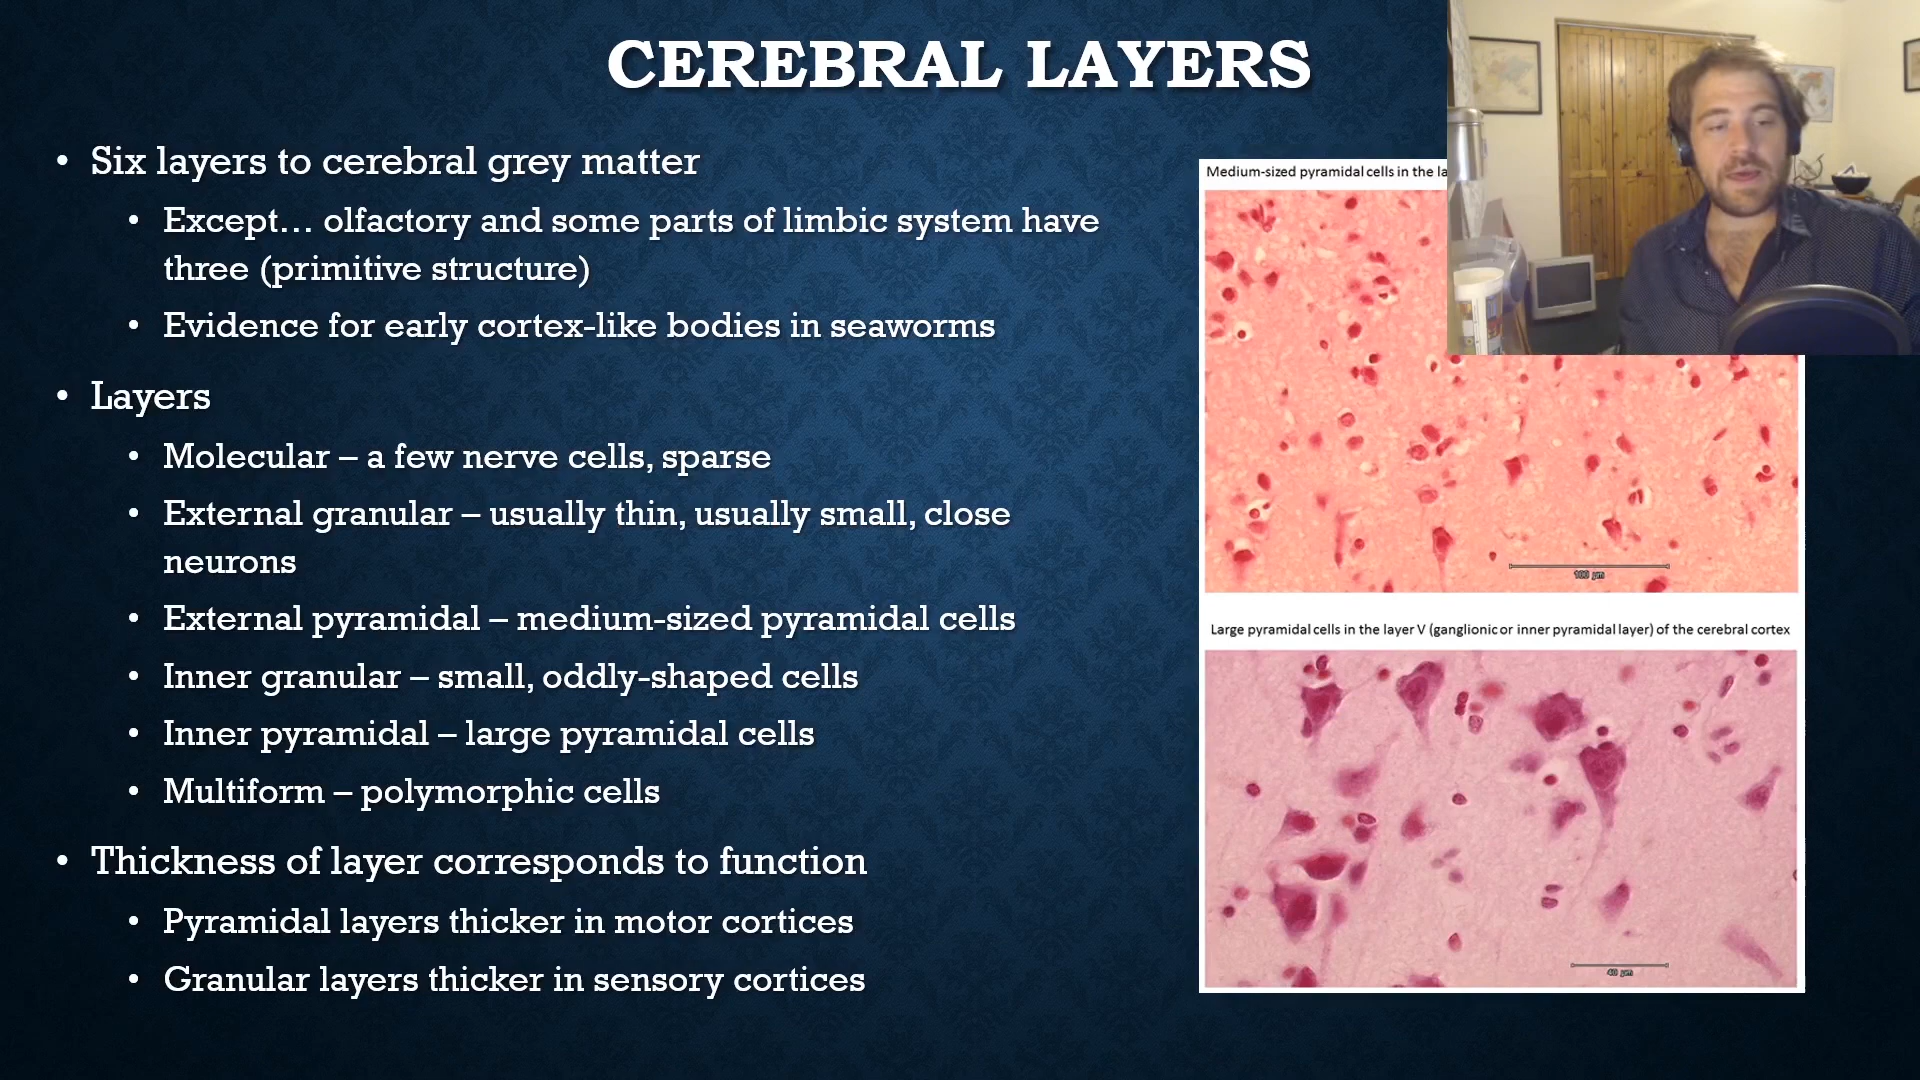 CEREBRAL LAYERS
• Six layers to cerebral grey matter
• Except… olfactory and some parts of limbic system have
three (primitive structure)
• Evidence for early cortex-like bodies in seaworms
• Layers
• Molecular – a few nerve cells, sparse
• External granular – usually thin, usually small, close
neurons
• External pyramidal – medium-sized pyramidal cells
• Inner granular – small, oddly-shaped cells
• Inner pyramidal – large pyramidal cells
• Multiform – polymorphic cells
• Thickness of layer corresponds to function
• Pyramidal layers thicker in motor cortices
• Granular layers thicker in sensory cortices
Medium-sized pyramidal cells in the
100 µm
Large pyramidal cells in the layer V (ganglionic or inner pyramidal layer) of the cerebral cortex
40 µm